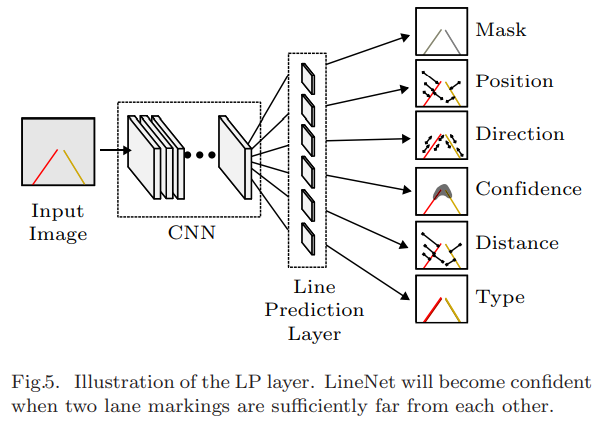 Mask
Position
Direction
Confidence
Distance
Type
Input
Image
CNN
Line
Prediction
Layer
Fig.5. Illustration of the LP layer. LineNet will become confident
when two lane markings are sufficiently far from each other.